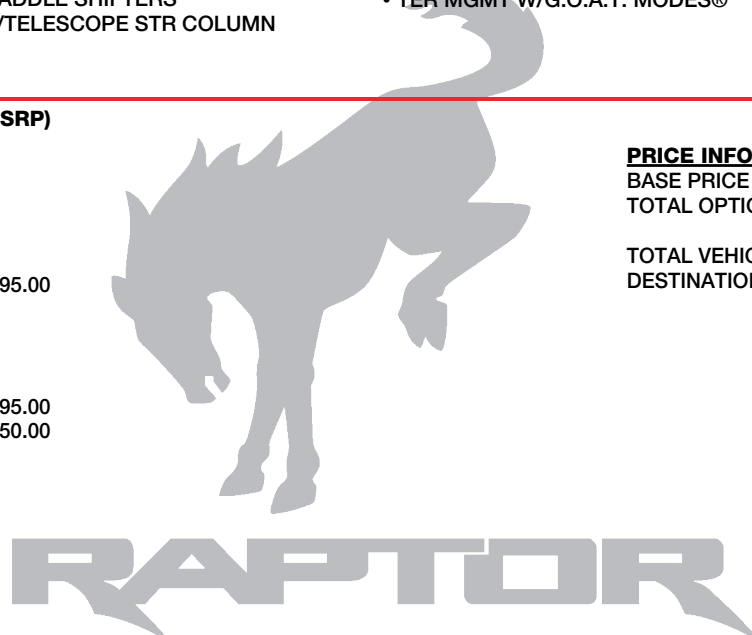 ADDLE SHIFTERS
/TELESCOPE STR COLUMN
• TER MGMT W/G.O.A.T. MODES®
SRP)
95.00
95.00
50.00
PRICE INFO
BASE PRICE
TOTAL OPTIO
TOTAL VEHIC
DESTINATION
RAPTOR